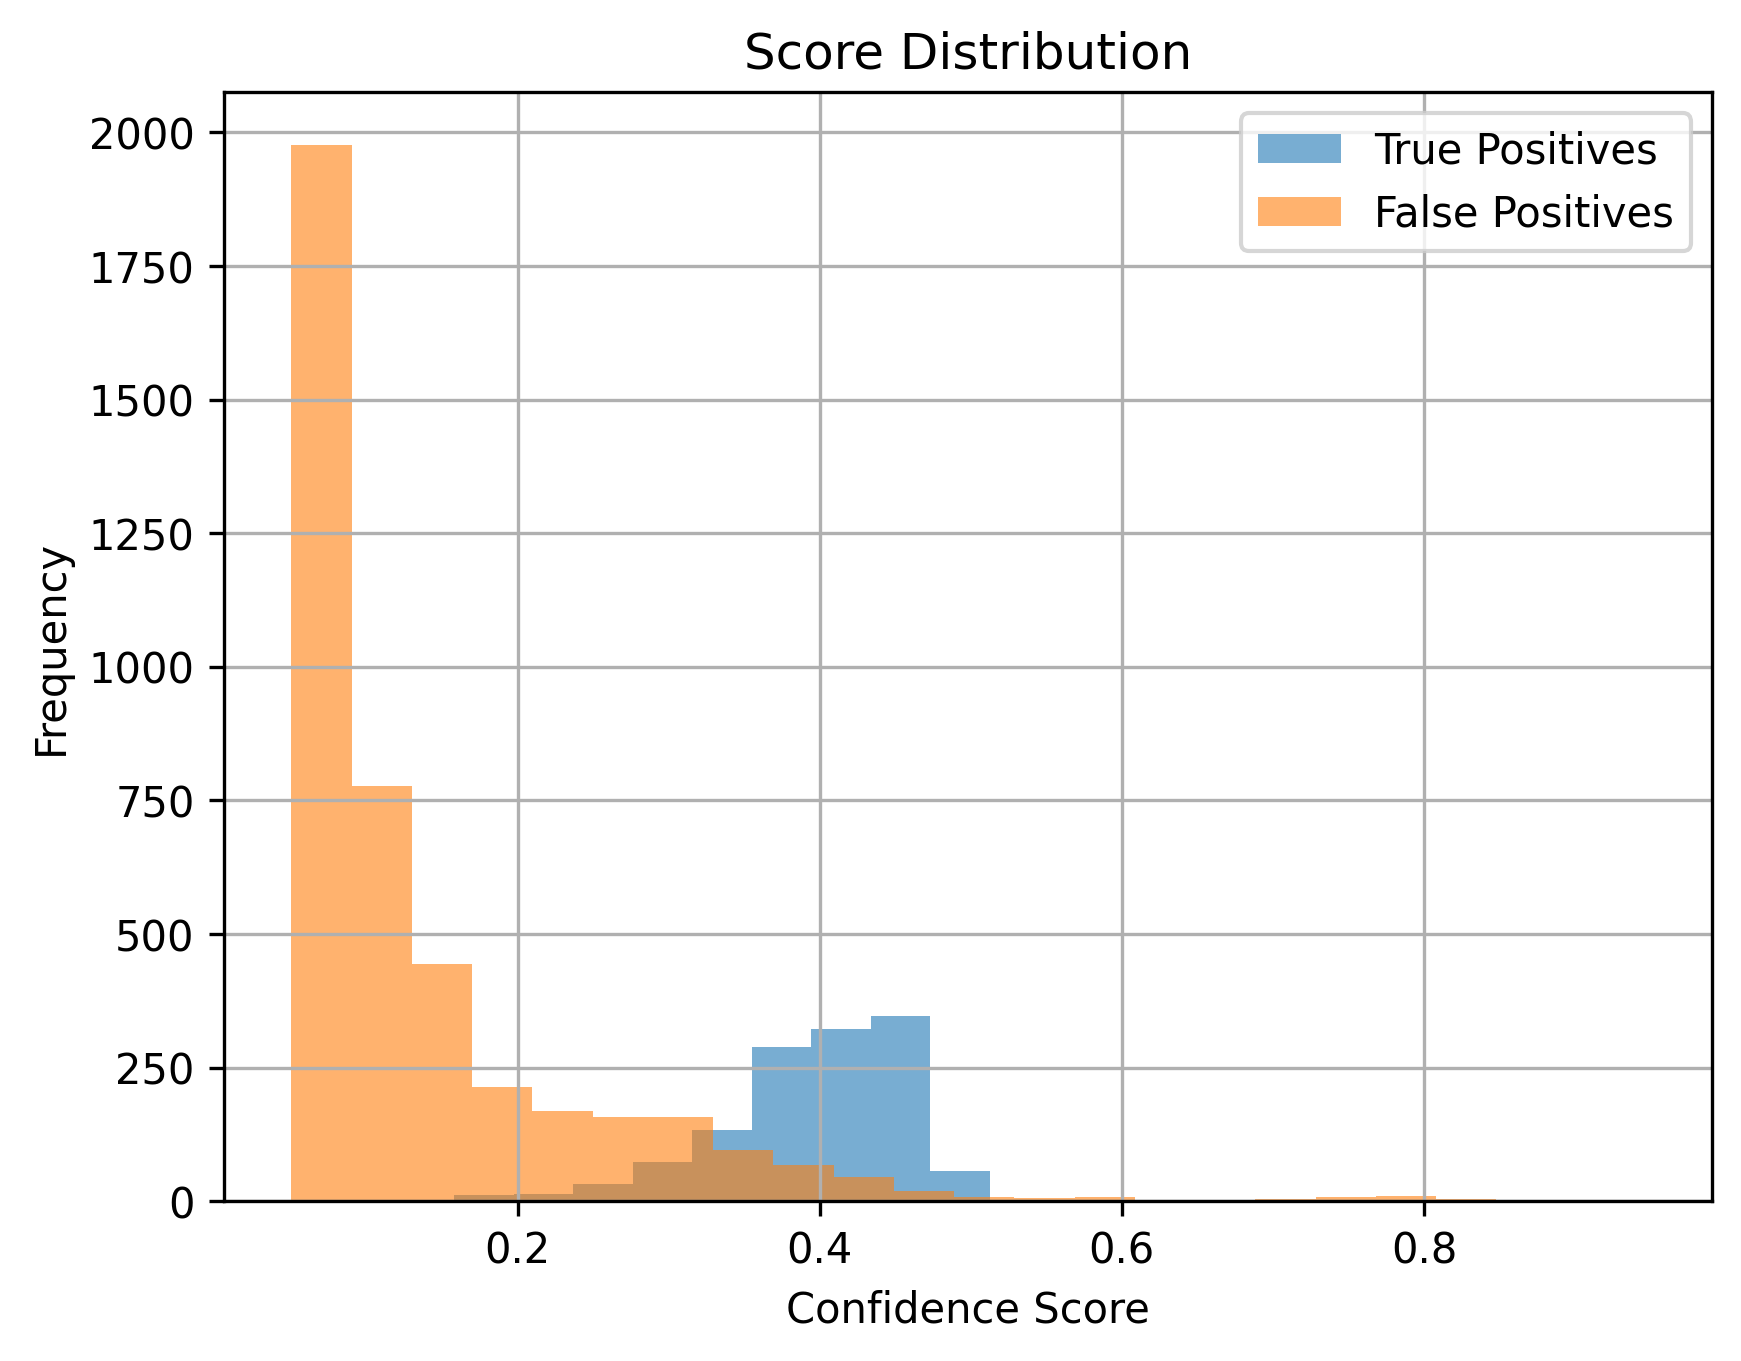 Score Distribution
True Positives
False Positives
2000
1750
1500
1250
1000
750
500
250
0
Frequency
0.2 0.4 0.6 0.8
Confidence Score